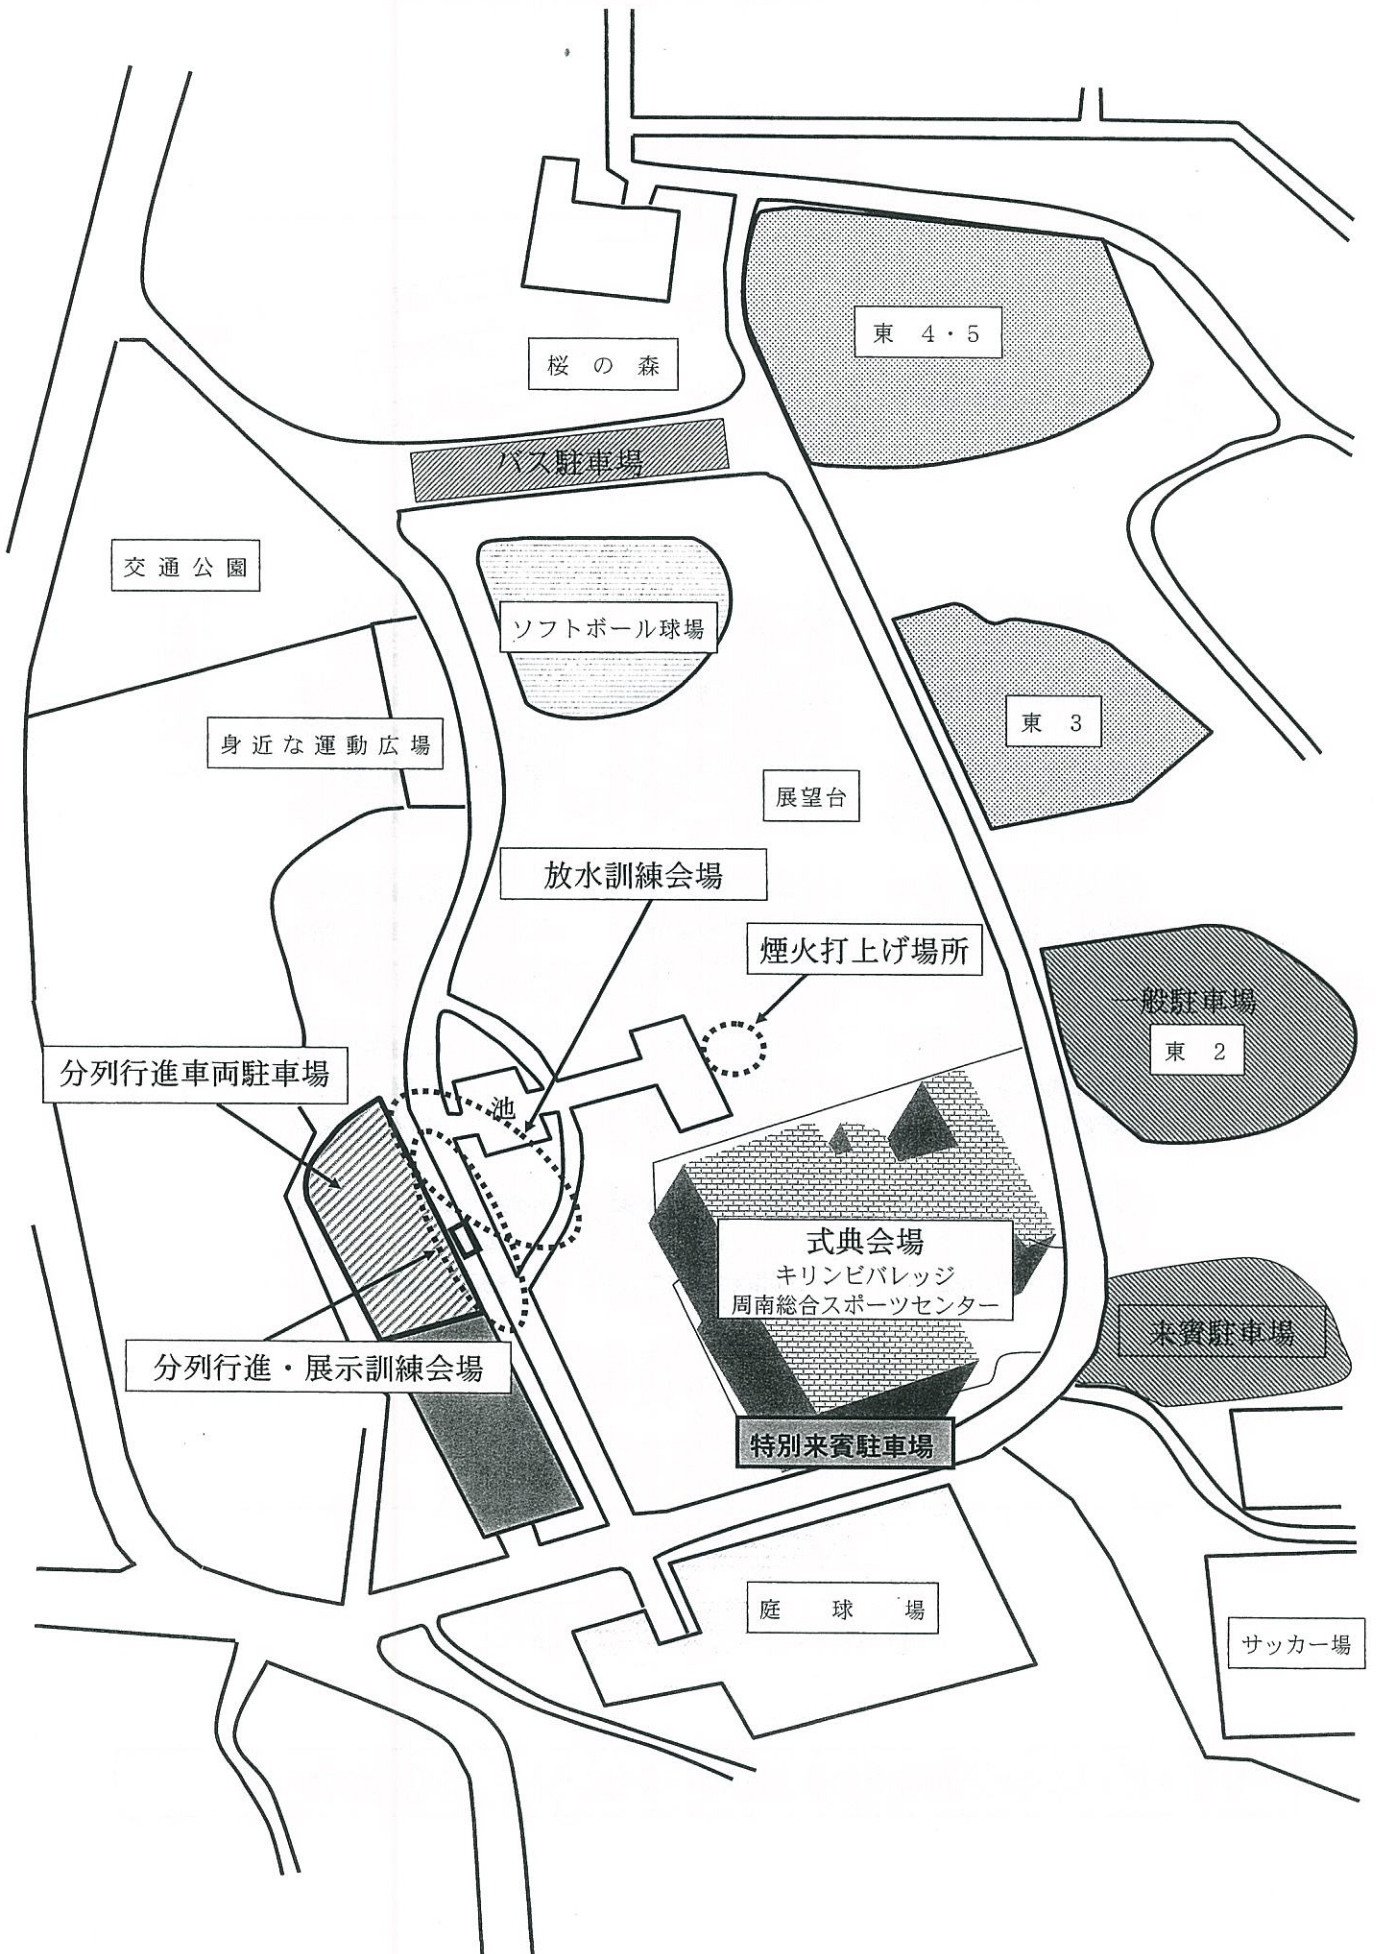 東 4・5
桜の森
バス駐車場
交通公園
ソフトボール球場
東 3
身近な運動広場
展望台
放水訓練会場
煙火打上げ場所
一般駐車場
東 2
分列行進車両駐車場
池
式典会場
キリンビバレッジ
周南総合スポーツセンター
来賓駐車場
分列行進・展示訓練会場
特別来賓駐車場
庭球場
サッカー場